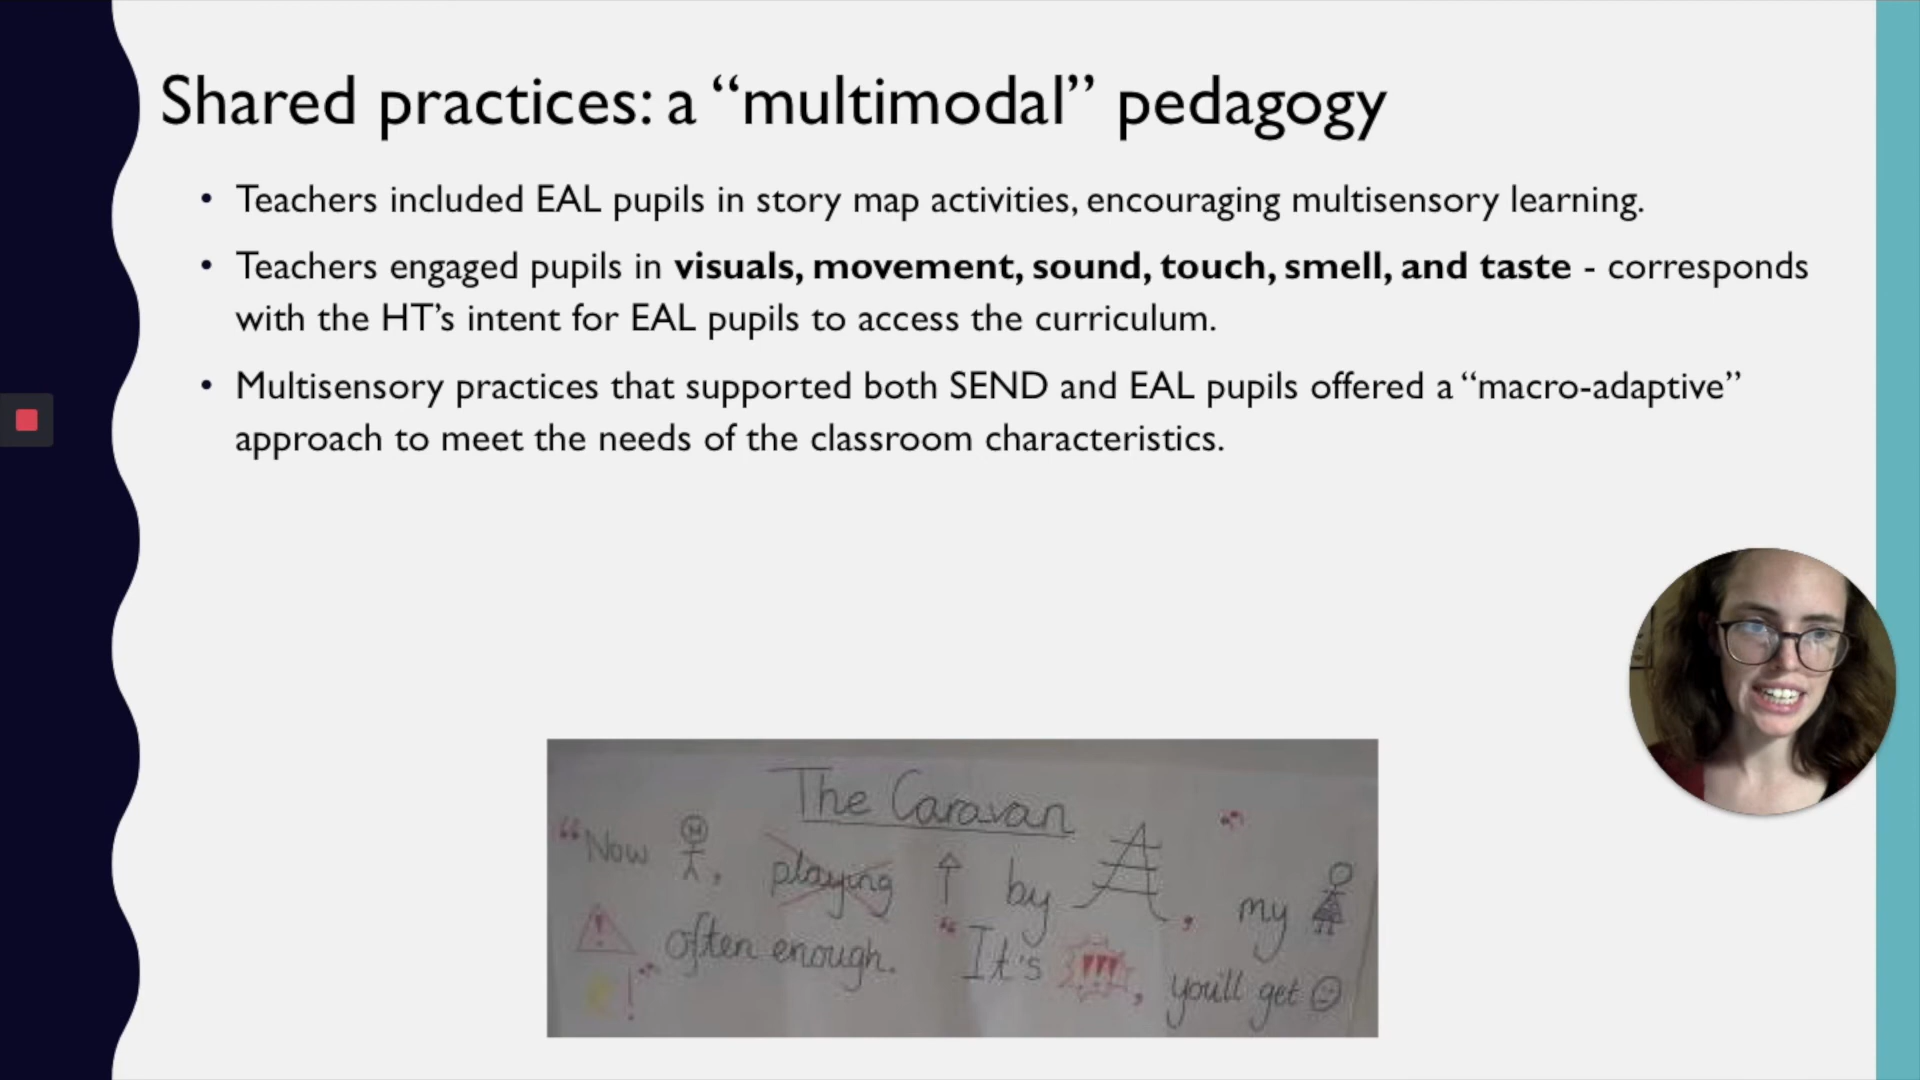 Shared practices: a “multimodal” pedagogy
• Teachers included EAL pupils in story map activities, encouraging multisensory learning.
• Teachers engaged pupils in visuals, movement, sound, touch, smell, and taste - corresponds
with the HT’s intent for EAL pupils to access the curriculum.
• Multisensory practices that supported both SEND and EAL pupils offered a “macro-adaptive”
approach to meet the needs of the classroom characteristics.
The Caravan
“Now , playing by , my
often enough. “It's !!!, you'll get
!”